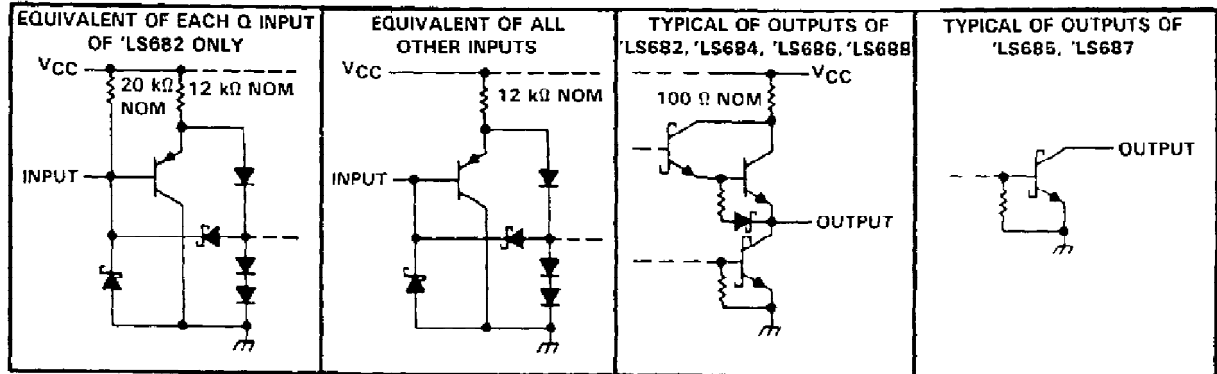 EQUIVALENT OF EACH Q INPUT
OF 'LS682 ONLY
VCC
20 kΩ
NOM
12 kΩ NOM
INPUT
EQUIVALENT OF ALL
OTHER INPUTS
VCC
12 kΩ NOM
INPUT
TYPICAL OF OUTPUTS OF
'LS682, 'LS684, 'LS686, 'LS688
VCC
100 Ω NOM
OUTPUT
TYPICAL OF OUTPUTS OF
'LS685, 'LS687
OUTPUT